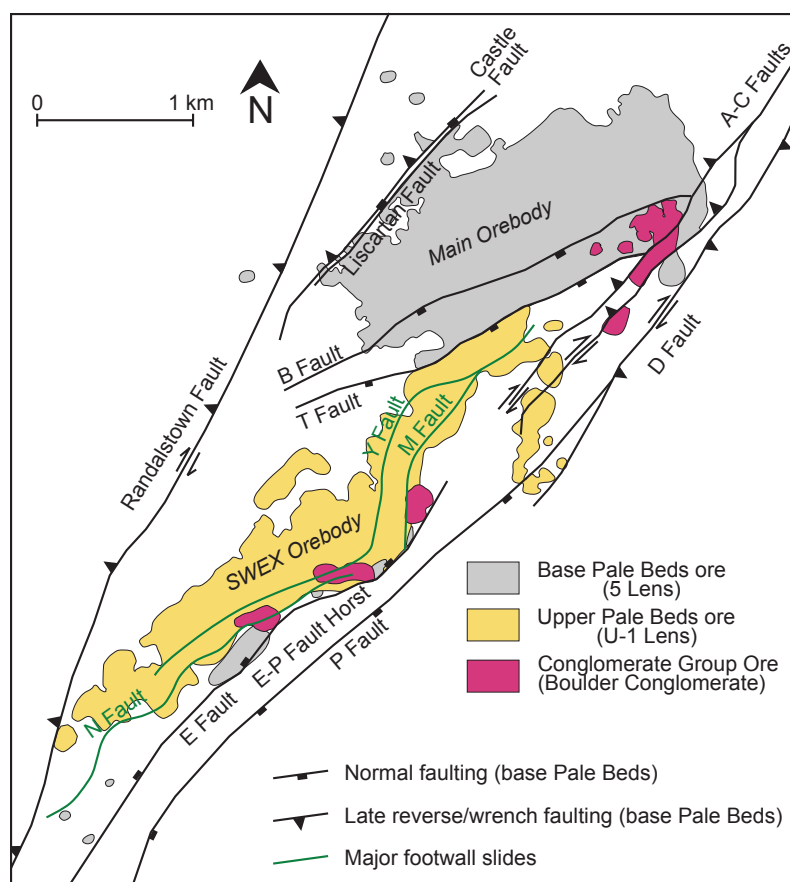 0
1 km
N
Castle
Fault
A-C Faults
Liscartan Fault
Main Orebody
B Fault
T Fault
D Fault
Randalstown Fault
Y Fault
M Fault
SWEX Orebody
E-P Fault Horst
P Fault
E Fault
N Fault
Base Pale Beds ore
(5 Lens)
Upper Pale Beds ore
(U-1 Lens)
Conglomerate Group Ore
(Boulder Conglomerate)
Normal faulting (base Pale Beds)
Late reverse/wrench faulting (base Pale Beds)
Major footwall slides